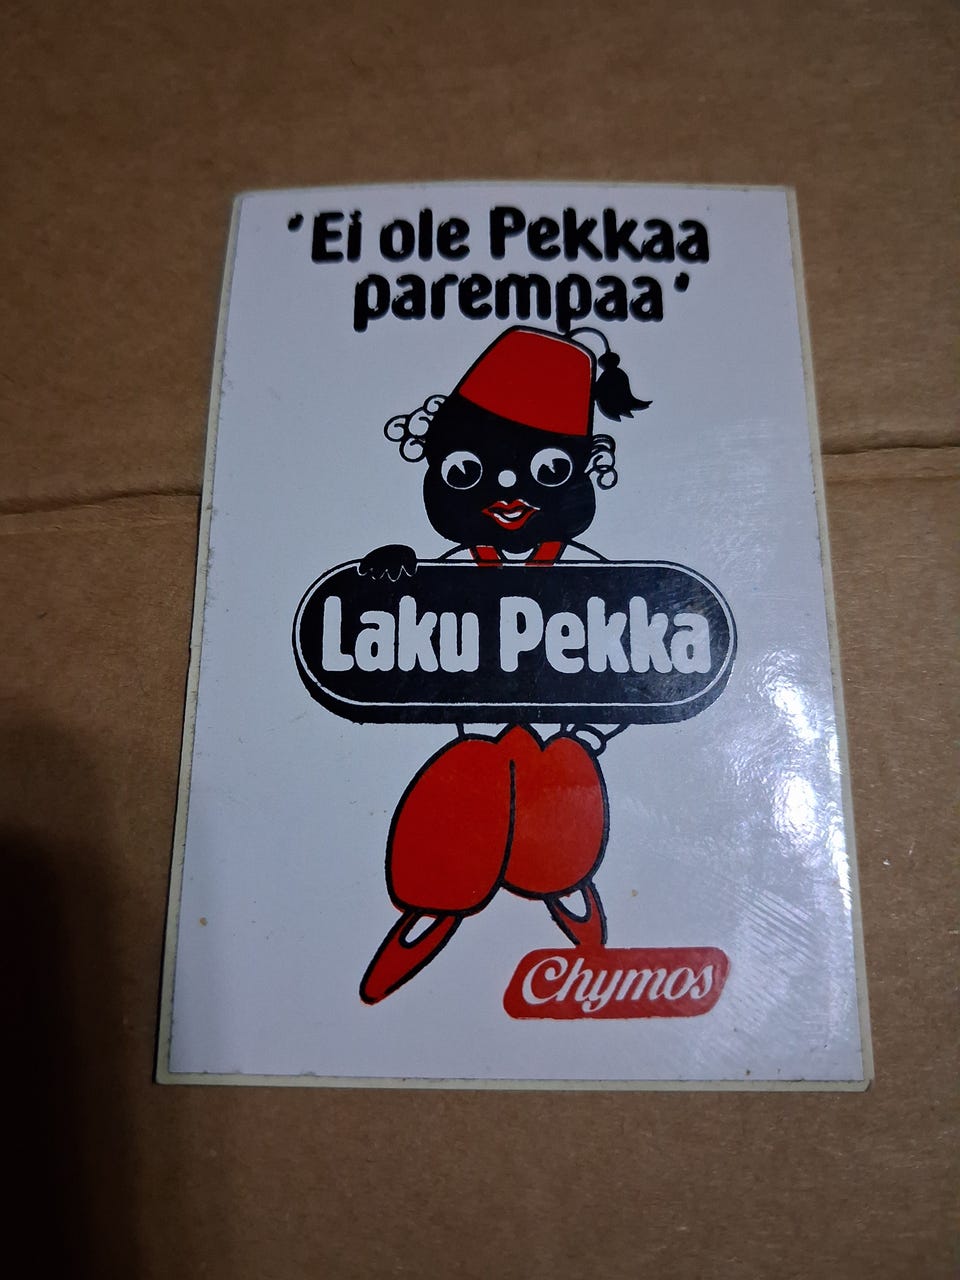 'Ei ole Pekkaa
parempaa'
Laku Pekka
Chymos